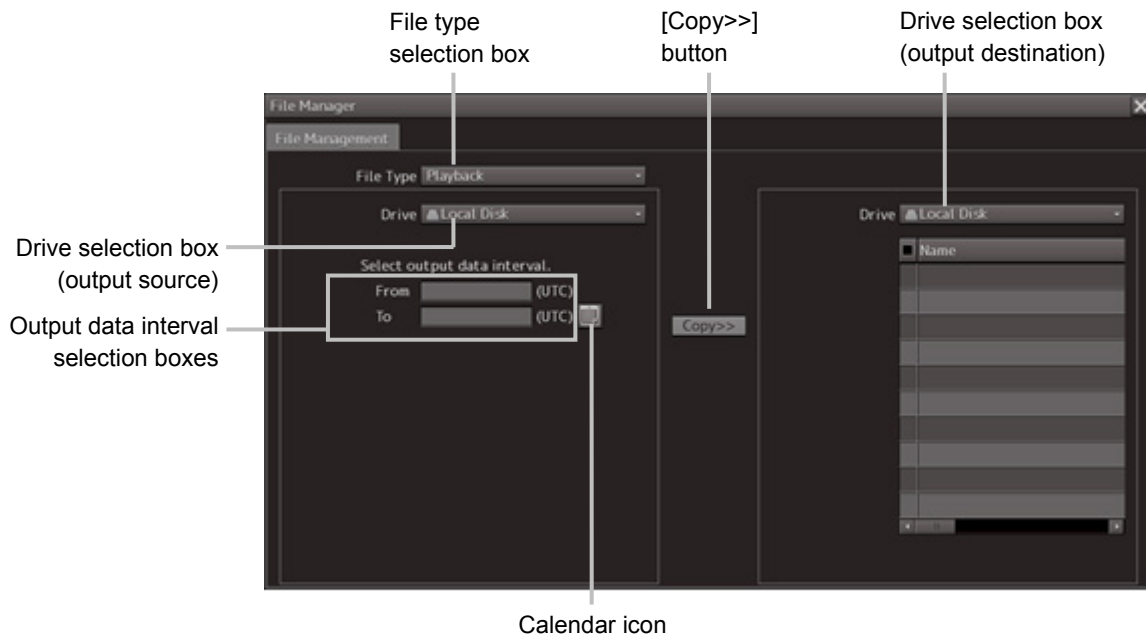 File type
selection box
[Copy>>]
button
Drive selection box
(output destination)
File Manager
File Management
File Type Playback
Drive Local Disk
Drive Local Disk
Name
Select output data interval.
From (UTC)
To (UTC)
Copy>>
Drive selection box
(output source)
Output data interval
selection boxes
Calendar icon